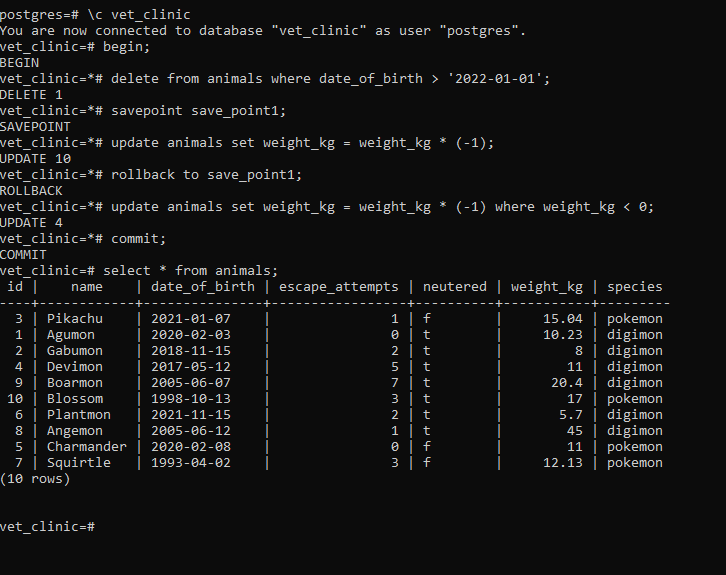 postgres=# \c vet_clinic
You are now connected to database "vet_clinic" as user "postgres".
vet_clinic=# begin;
BEGIN
vet_clinic=*# delete from animals where date_of_birth > '2022-01-01';
DELETE 1
vet_clinic=*# savepoint save_point1;
SAVEPOINT
vet_clinic=*# update animals set weight_kg = weight_kg * (-1);
UPDATE 10
vet_clinic=*# rollback to save_point1;
ROLLBACK
vet_clinic=*# update animals set weight_kg = weight_kg * (-1) where weight_kg < 0;
UPDATE 4
vet_clinic=*# commit;
COMMIT
vet_clinic=# select * from animals;
 id |    name    | date_of_birth | escape_attempts | neutered | weight_kg | species
----+------------+---------------+-----------------+----------+-----------+---------
  3 | Pikachu    | 2021-01-07    |               1 | f        |     15.04 | pokemon
  1 | Agumon     | 2020-02-03    |               0 | t        |     10.23 | digimon
  2 | Gabumon    | 2018-11-15    |               2 | t        |         8 | digimon
  4 | Devimon    | 2017-05-12    |               5 | t        |        11 | digimon
  9 | Boarmon    | 2005-06-07    |               7 | t        |      20.4 | digimon
 10 | Blossom    | 1998-10-13    |               3 | t        |        17 | pokemon
  6 | Plantmon   | 2021-11-15    |               2 | t        |       5.7 | digimon
  8 | Angemon    | 2005-06-12    |               1 | t        |        45 | digimon
  5 | Charmander | 2020-02-08    |               0 | f        |        11 | pokemon
  7 | Squirtle   | 1993-04-02    |               3 | f        |     12.13 | pokemon
(10 rows)
vet_clinic=#